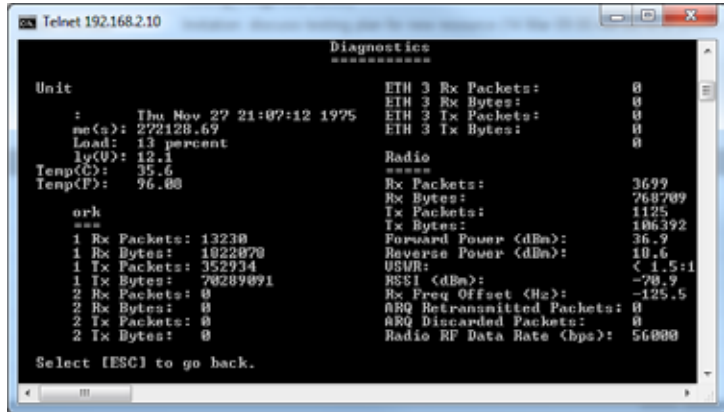 Telnet 192.168.2.10
Diagnostics
===========
Unit
: Thu Nov 27 21:07:12 1975
me(s): 272128.69
Load: 13 percent
ly(V): 12.1
Temp(C): 35.6
Temp(F): 96.08
ork
===
1 Rx Packets: 13230
1 Rx Bytes: 1822078
1 Tx Packets: 352934
1 Tx Bytes: 70289091
2 Rx Packets: 0
2 Rx Bytes: 0
2 Tx Packets: 0
2 Tx Bytes: 0
ETH 3 Rx Packets: 0
ETH 3 Rx Bytes: 0
ETH 3 Tx Packets: 0
ETH 3 Tx Bytes: 0
0
Radio
=====
Rx Packets: 3699
Rx Bytes: 768709
Tx Packets: 1125
Tx Bytes: 106392
Forward Power (dBm): 36.9
Reverse Power (dBm): 18.6
VSWR: < 1.5:1
RSSI (dBm): -70.9
Rx Freq Offset (Hz): -125.5
ARQ Retransmitted Packets: 0
ARQ Discarded Packets: 0
Radio RF Data Rate (bps): 56000
Select [ESC] to go back.